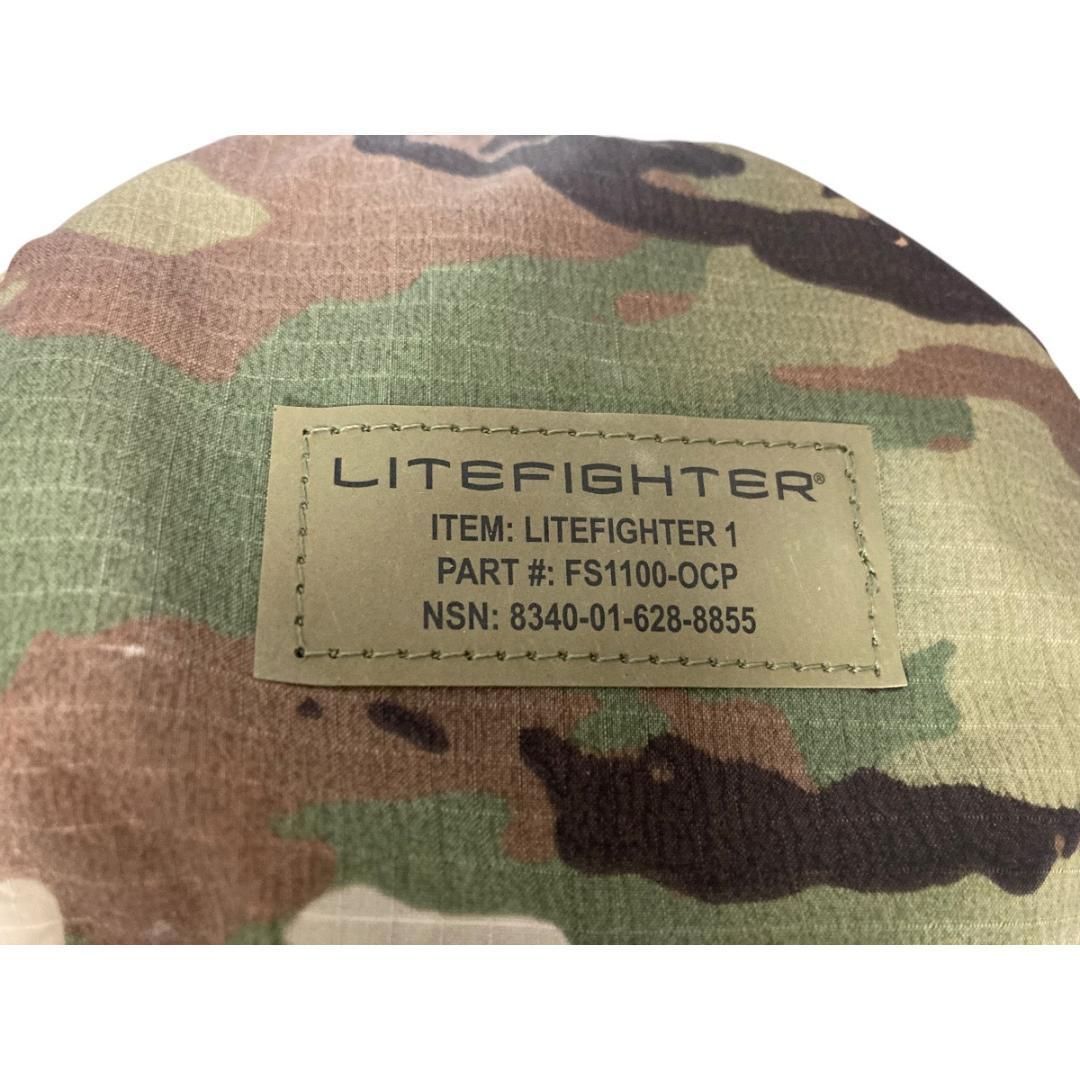 LITEFIGHTER®
ITEM: LITEFIGHTER 1
PART #: FS1100-OCP
NSN: 8340-01-628-8855